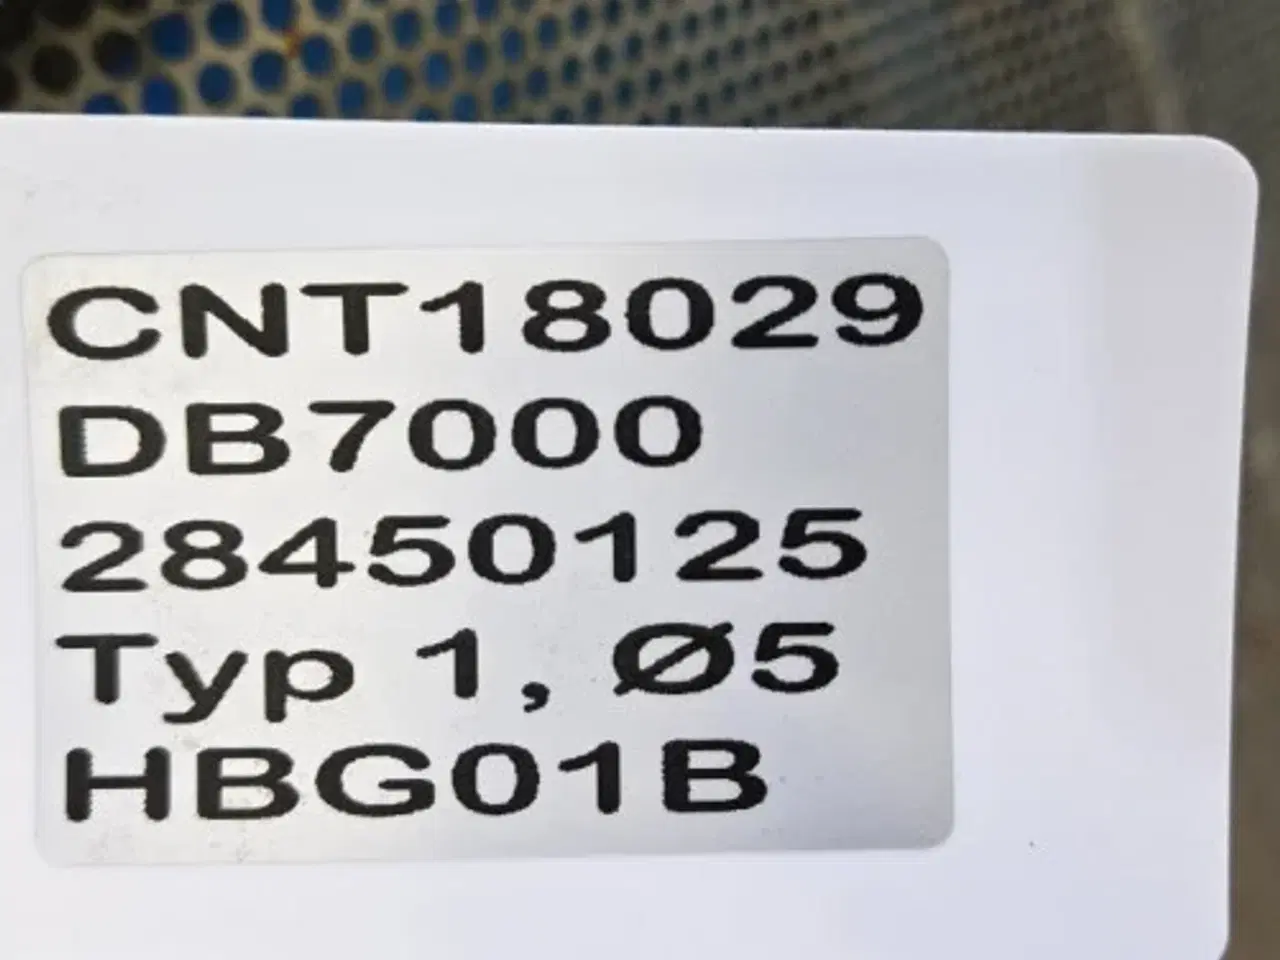 CNT18029
DB7000
28450125
Typ 1, Ø5
HBG01B